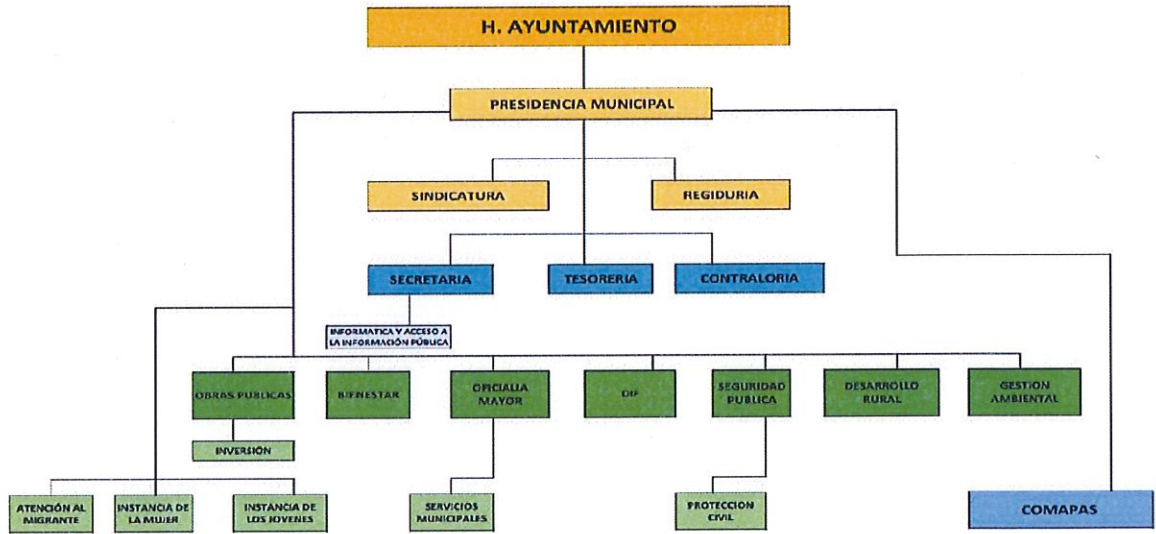 H. AYUNTAMIENTO
PRESIDENCIA MUNICIPAL
SINDICATURA
REGIDURIA
SECRETARIA
TESORERIA
CONTRALORIA
INFORMATICA Y ACCESO A
LA INFORMACIÓN PÚBLICA
OBRAS PUBLICAS
BIENESTAR
OFICIALIA
MAYOR
DIF
SEGURIDAD
PUBLICA
DESARROLLO
RURAL
GESTION
AMBIENTAL
INVERSIÓN
ATENCIÓN AL
MIGRANTE
INSTANCIA DE
LA MUJER
INSTANCIA DE
LOS JOVENES
SERVICIOS
MUNICIPALES
PROTECCION
CIVIL
COMAPAS